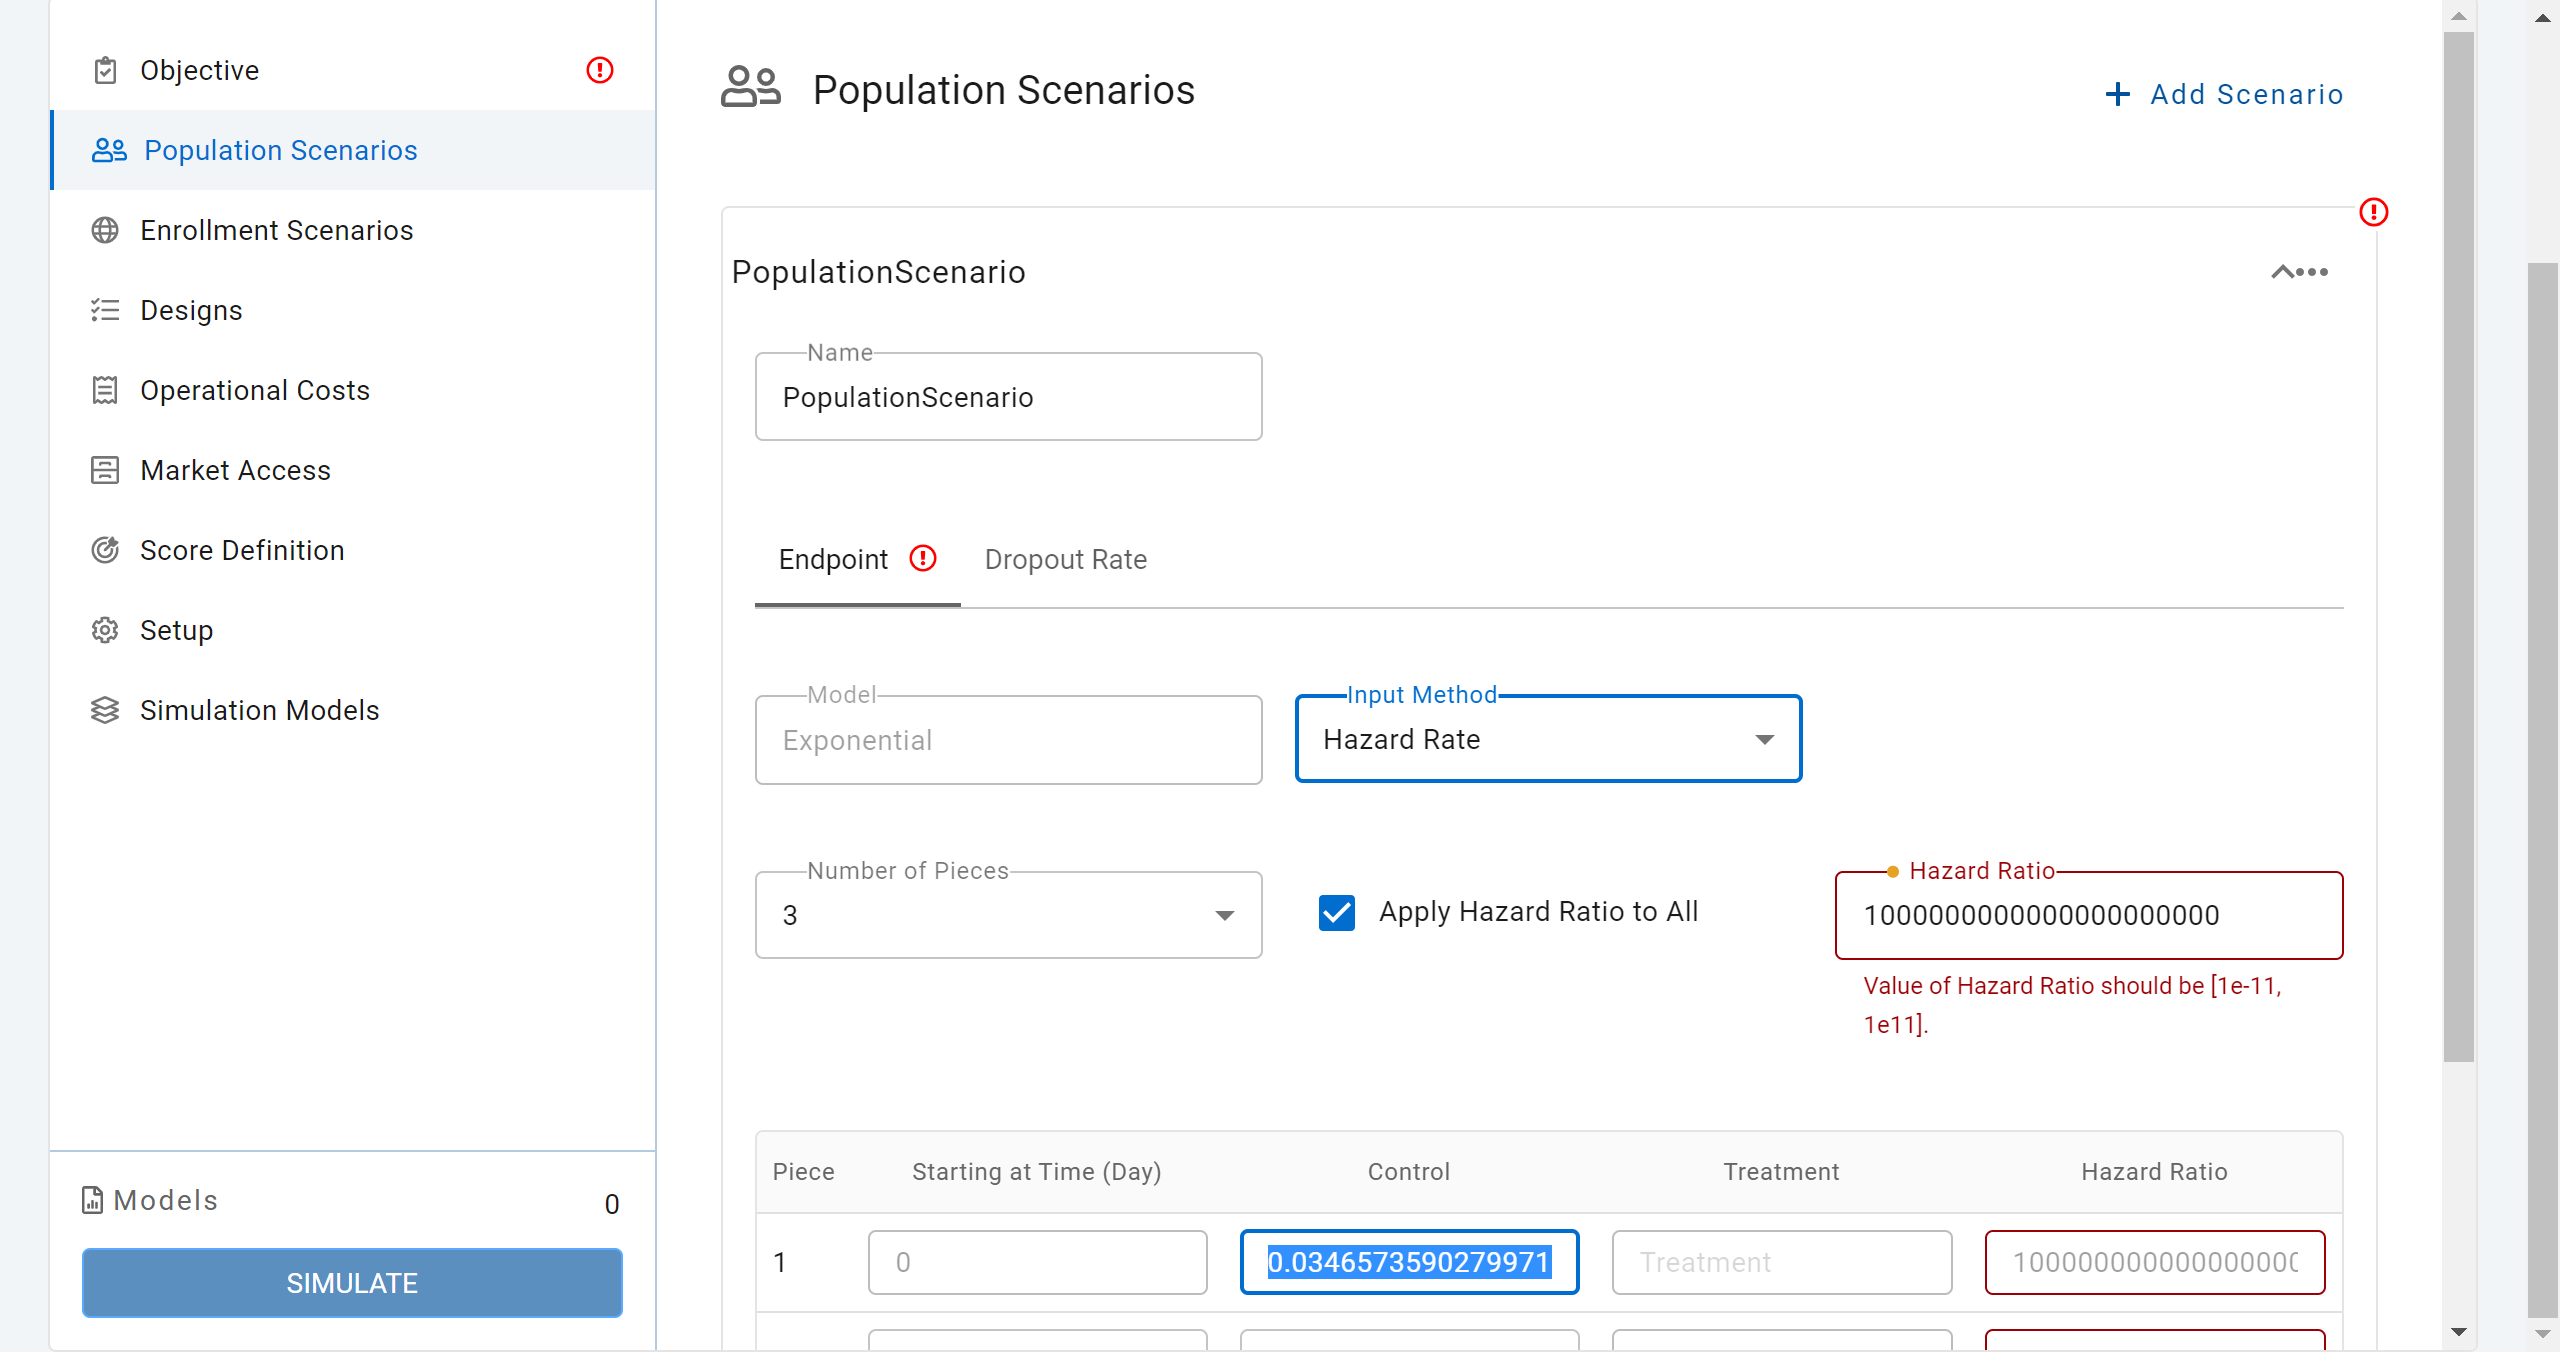 Objective
Population Scenarios
Enrollment Scenarios
Designs
Operational Costs
Market Access
Score Definition
Setup
Simulation Models
Models 0
SIMULATE
Population Scenarios
Add Scenario
PopulationScenario
Name
PopulationScenario
Endpoint Dropout Rate
Model
Exponential
Input Method
Hazard Rate
Number of Pieces
3
Apply Hazard Ratio to All
Hazard Ratio
1000000000000000000000
Value of Hazard Ratio should be [1e-11,
1e11].
Piece Starting at Time (Day) Control Treatment Hazard Ratio
1 0 0.0346573590279971 Treatment